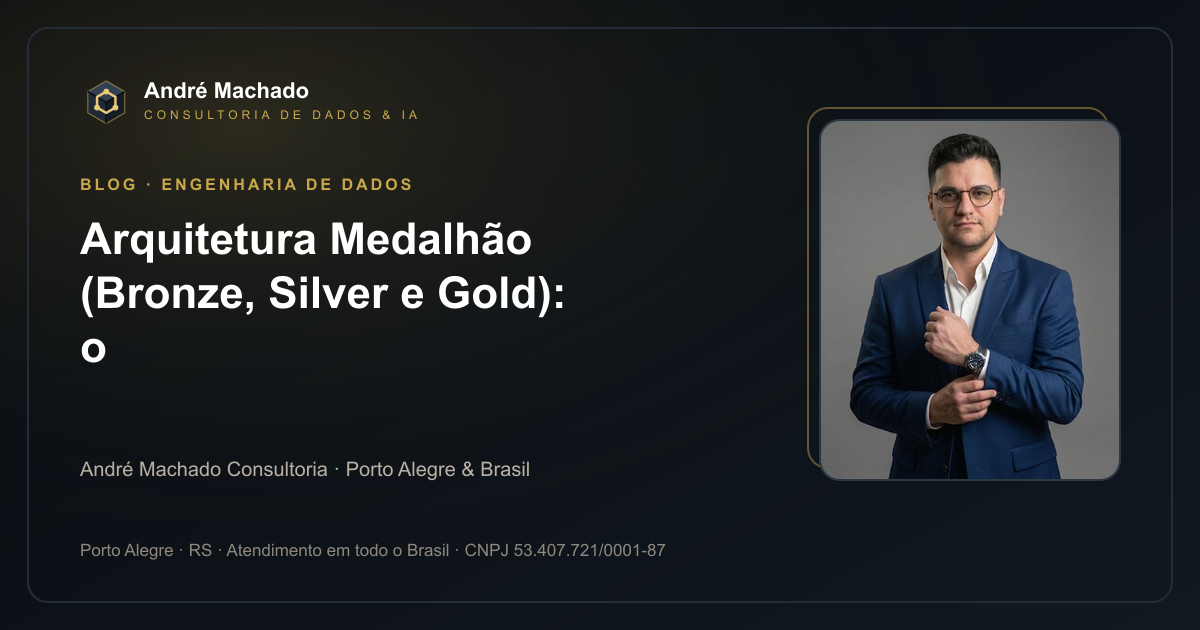 André Machado
CONSULTORIA DE DADOS & IA
BLOG · ENGENHARIA DE DADOS
Arquitetura Medalhão
(Bronze, Silver e Gold):
o
André Machado Consultoria · Porto Alegre & Brasil
Porto Alegre · RS · Atendimento em todo o Brasil · CNPJ 53.407.721/0001-87